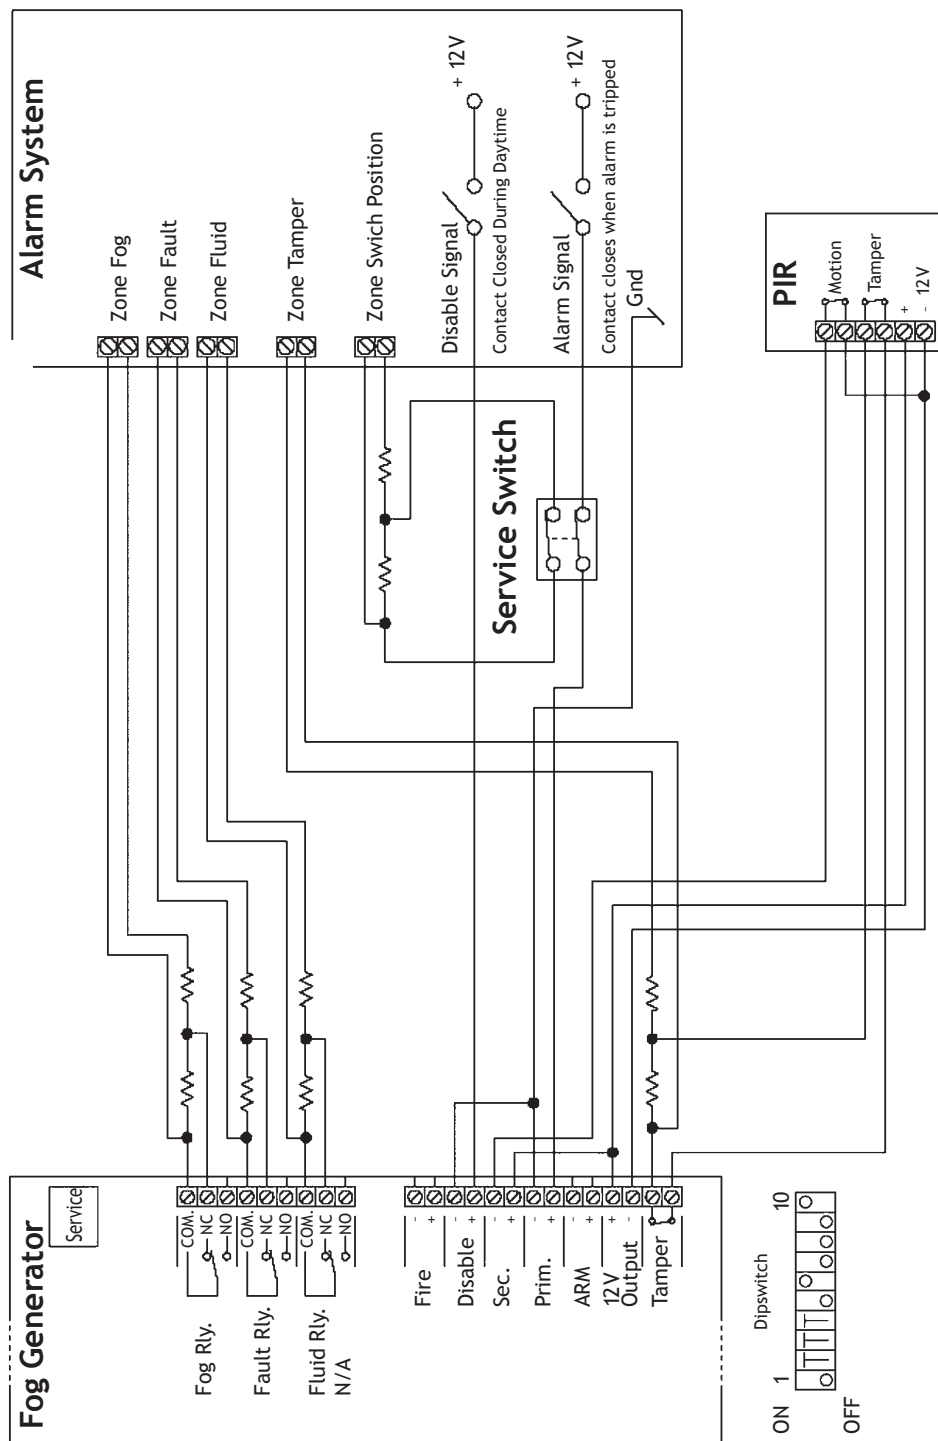 Alarm System
Zone Fog
Zone Fault
Zone Fluid
Zone Tamper
Zone Swich Position
Disable Signal
+ 12V
Contact Closed During Daytime
Alarm Signal
+ 12V
Contact closes when alarm is tripped
Gnd
Service Switch
PIR
Motion
Tamper
+
- 12V
Fog Generator
Service
Fog Rly.
COM.
NC
NO
Fault Rly.
COM.
NC
NO
Fluid Rly.
N/A
COM.
NC
NO
Fire
-
+
Disable
-
+
Sec.
-
+
Prim.
-
+
ARM
-
+
12V
Output
+
-
Tamper
Dipswitch
ON 1 10
OFF